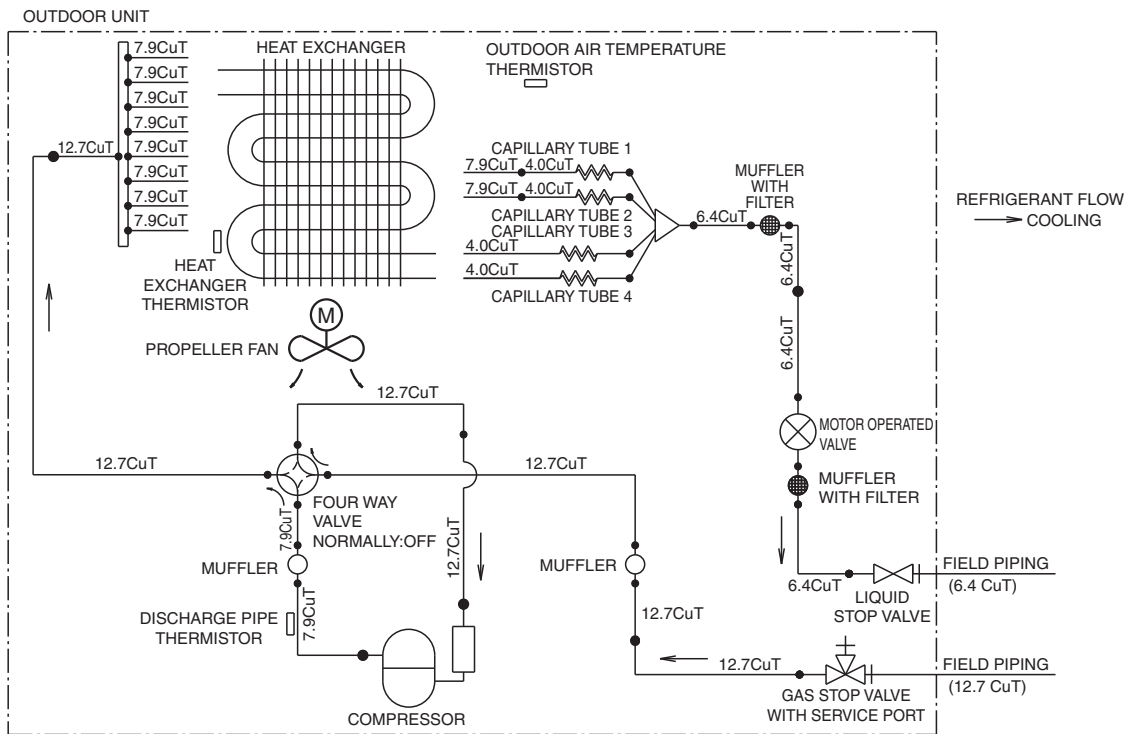 OUTDOOR UNIT
7.9CuT
7.9CuT
7.9CuT
7.9CuT
7.9CuT
7.9CuT
7.9CuT
7.9CuT
12.7CuT
HEAT EXCHANGER
HEAT
EXCHANGER
THERMISTOR
OUTDOOR AIR TEMPERATURE
THERMISTOR
CAPILLARY TUBE 1
7.9CuT 4.0CuT
7.9CuT 4.0CuT
CAPILLARY TUBE 2
CAPILLARY TUBE 3
4.0CuT
4.0CuT
CAPILLARY TUBE 4
6.4CuT
MUFFLER
WITH
FILTER
6.4CuT
6.4CuT
REFRIGERANT FLOW
COOLING
M
PROPELLER FAN
12.7CuT
12.7CuT
12.7CuT
MOTOR OPERATED
VALVE
MUFFLER
WITH FILTER
FOUR WAY
VALVE
NORMALLY:OFF
7.9CuT
12.7CuT
MUFFLER
MUFFLER
DISCHARGE PIPE
THERMISTOR
7.9CuT
COMPRESSOR
12.7CuT
12.7CuT
6.4CuT
LIQUID
STOP VALVE
FIELD PIPING
(6.4 CuT)
GAS STOP VALVE
WITH SERVICE PORT
FIELD PIPING
(12.7 CuT)